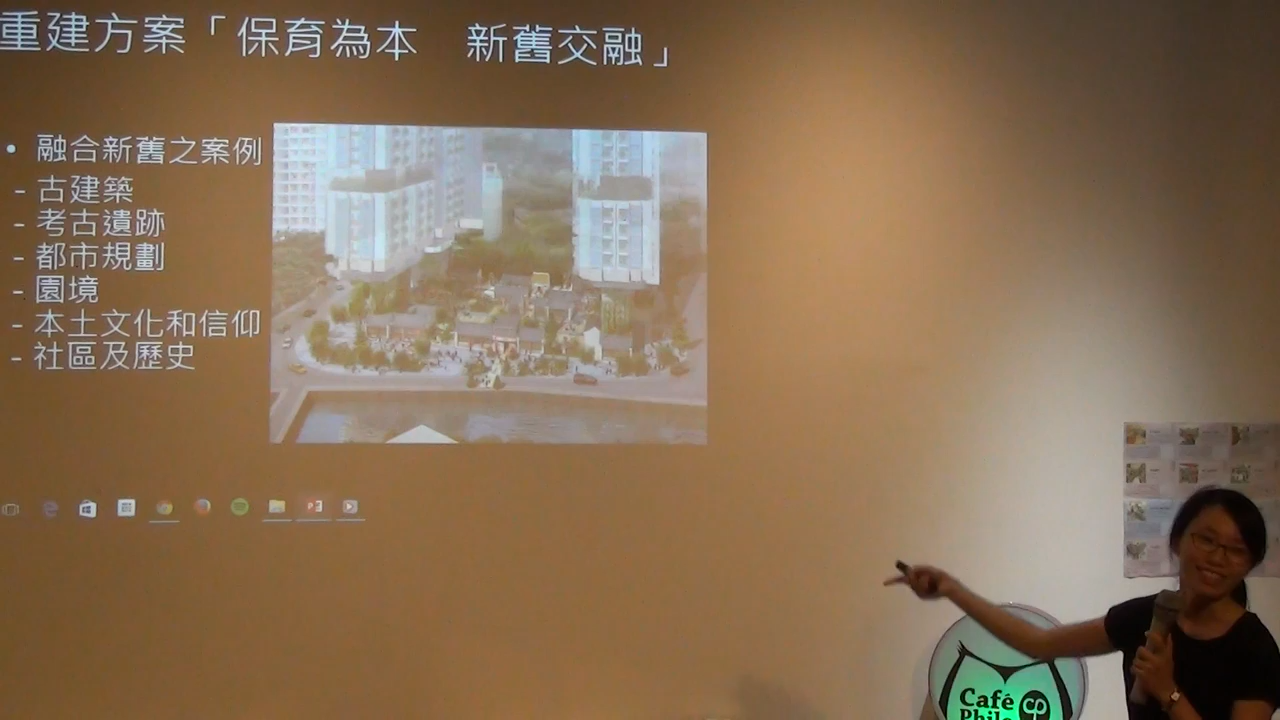 重建方案「保育為本　新舊交融」
• 融合新舊之案例
- 古建築
- 考古遺跡
- 都市規劃
- 園境
- 本土文化和信仰
- 社區及歷史
Café
Philo